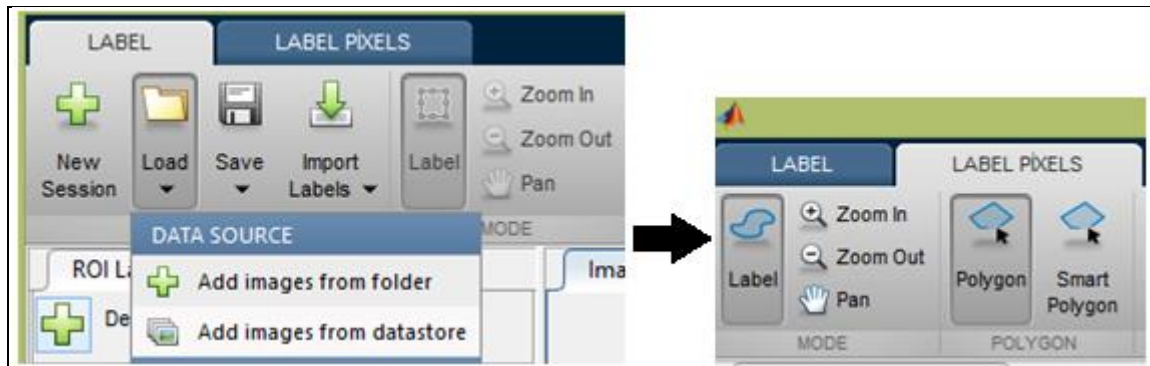 LABEL
LABEL PİXELS
New
Session
Load
Save
Import
Labels
Label
Zoom In
Zoom Out
Pan
MODE
DATA SOURCE
ROI La
Add images from folder
Ima
De
Add images from datastore
LABEL
LABEL PİXELS
Label
Zoom In
Zoom Out
Pan
Polygon
Smart
Polygon
MODE
POLYGON